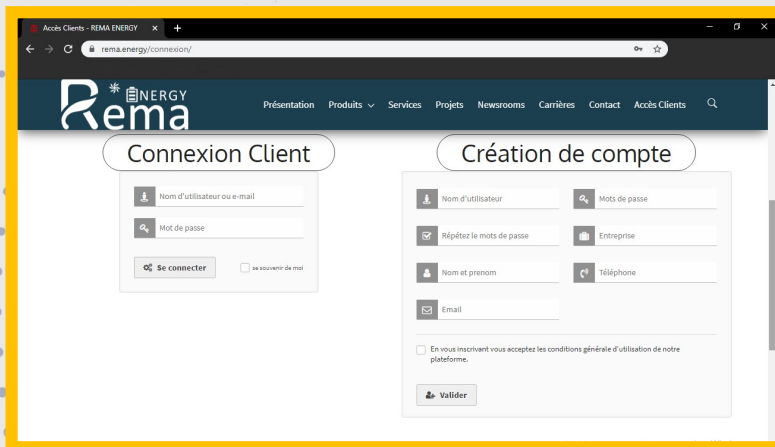 Accès Clients - REMA ENERGY
rema.energy/connexion/
Rema ENERGY
Présentation Produits Services Projets Newsrooms Carrières Contact Accès Clients
Connexion Client
Nom d'utilisateur ou e-mail
Mot de passe
Se connecter
se souvenir de moi
Création de compte
Nom d'utilisateur
Mots de passe
Répétez le mots de passe
Entreprise
Nom et prenom
Téléphone
Email
En vous inscrivant vous acceptez les conditions générale d'utilisation de notre
plateforme.
Valider